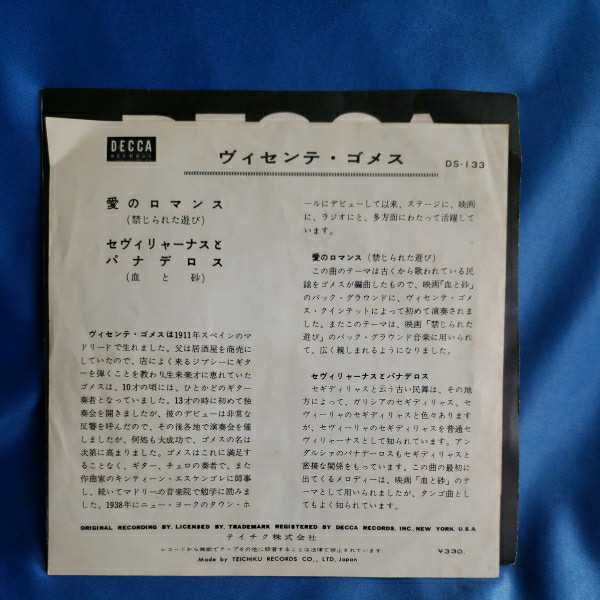 DECCA
DECCA
RECORDS
ヴィセンテ・ゴメス
DS-133
愛のロマンス
(禁じられた遊び)
セヴィリャーナスと
パナデロス
(血と砂)
ヴィセンテ・ゴメスは1911年スペインのマ
ドリードで生れました。父は居酒屋を商売に
していたので、店によく来るジプシーにギタ
ーを弾くことを教わり、生来楽才に恵れていた
ゴメスは、10才の頃には、ひとかどのギター
奏者となっていました。13才の時に初めて独
奏会を開きましたが、彼のデビューは非常な
反響を呼んだので、その後各地で演奏会を催
しましたが、何処も大成功で、ゴメスの名は
次第に高まりました。ゴメスはこれに満足す
ることなく、ギター、チェロの奏者で、また
作曲家のキンティーン・エスケンブレに師事
し、続いてマドリードの音楽院で勉学に励みま
した。1938年にニュー・ヨークのタウン・ホ
ールにデビューして以来、ステージに、映画
に、ラジオにと、多方面にわたって活躍して
います。
愛のロマンス (禁じられた遊び)
この曲のテーマは古くから歌われている民
謡をゴメスが編曲したもので、映画「血と砂」
のバック・グラウンドに、ヴィセンテ・ゴメ
ス・クインテットによって初めて演奏されま
した。またこのテーマは、映画「禁じられた
遊び」のバック・グラウンド音楽に用いられ
て、広く親しまれるようになりました。
セヴィリャーナスとパナデロス
セギディリャスと云う古い民舞は、その地
方によって、ガリシアのセギディリャス、セ
ヴィーリャのセギディリャスと色々あります
が、セヴィーリャのセギディリャスを普通セ
ヴィリャーナスとして知られています。アン
ダルシャのパナデーロスもセギディリャスと
密接な関係をもっています。この曲の最初に
出てくるメロディーは、映画「血と砂」のテ
ーマとして用いられましたが、タンゴ曲とし
てもよく知られています。
ORIGINAL RECORDING BY, LICENSED BY, TRADEMARK REGISTERED BY DECCA RECORDS, INC, NEW YORK, U.S.A
テイチク株式会社
レコードから無断でテープその他に録音することは法律で禁止されています
¥330.
Made by TEICHIKU RECORDS CO., LTD, Japan